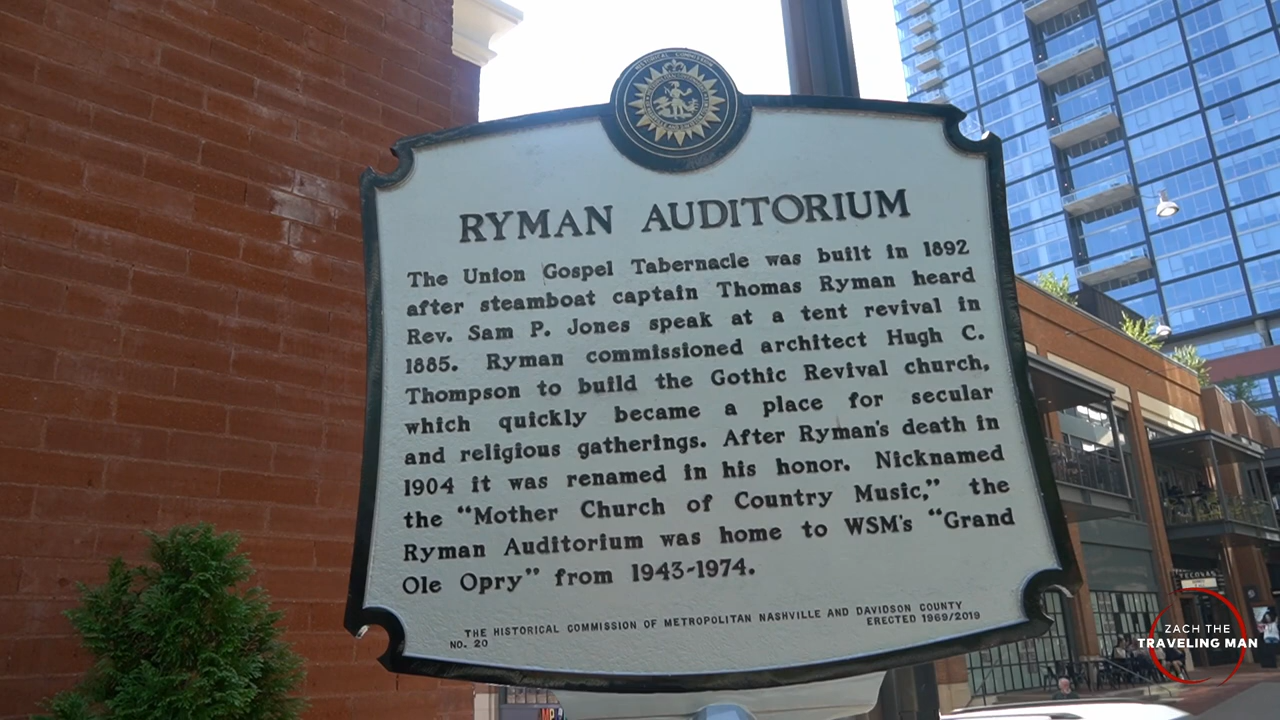 HISTORICAL COMMISSION
RYMAN AUDITORIUM
The Union Gospel Tabernacle was built in 1892
after steamboat captain Thomas Ryman heard
Rev. Sam P. Jones speak at a tent revival in
1885. Ryman commissioned architect Hugh C.
Thompson to build the Gothic Revival church,
which quickly became a place for secular
and religious gatherings. After Ryman's death in
1904 it was renamed in his honor. Nicknamed
the "Mother Church of Country Music," the
Ryman Auditorium was home to WSM's "Grand
Ole Opry" from 1943-1974.
THE HISTORICAL COMMISSION OF METROPOLITAN NASHVILLE AND DAVIDSON COUNTY
NO. 20 ERECTED 1969/2019
ZACH THE
TRAVELING MAN